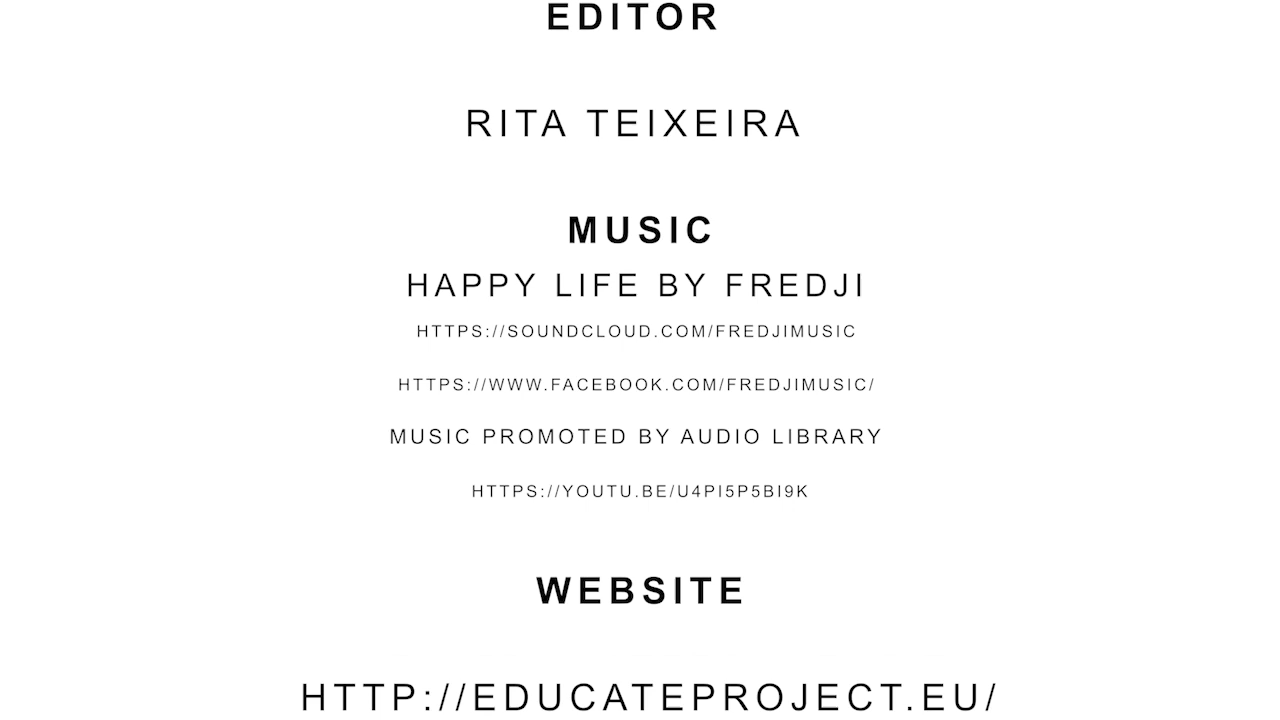 EDITOR
RITA TEIXEIRA
MUSIC
HAPPY LIFE BY FREDJI
HTTPS://SOUNDCLOUD.COM/FREDJIMUSIC
HTTPS://WWW.FACEBOOK.COM/FREDJIMUSIC/
MUSIC PROMOTED BY AUDIO LIBRARY
HTTPS://YOUTU.BE/U4PI5P5BI9K
WEBSITE
HTTP://EDUCATEPROJECT.EU/